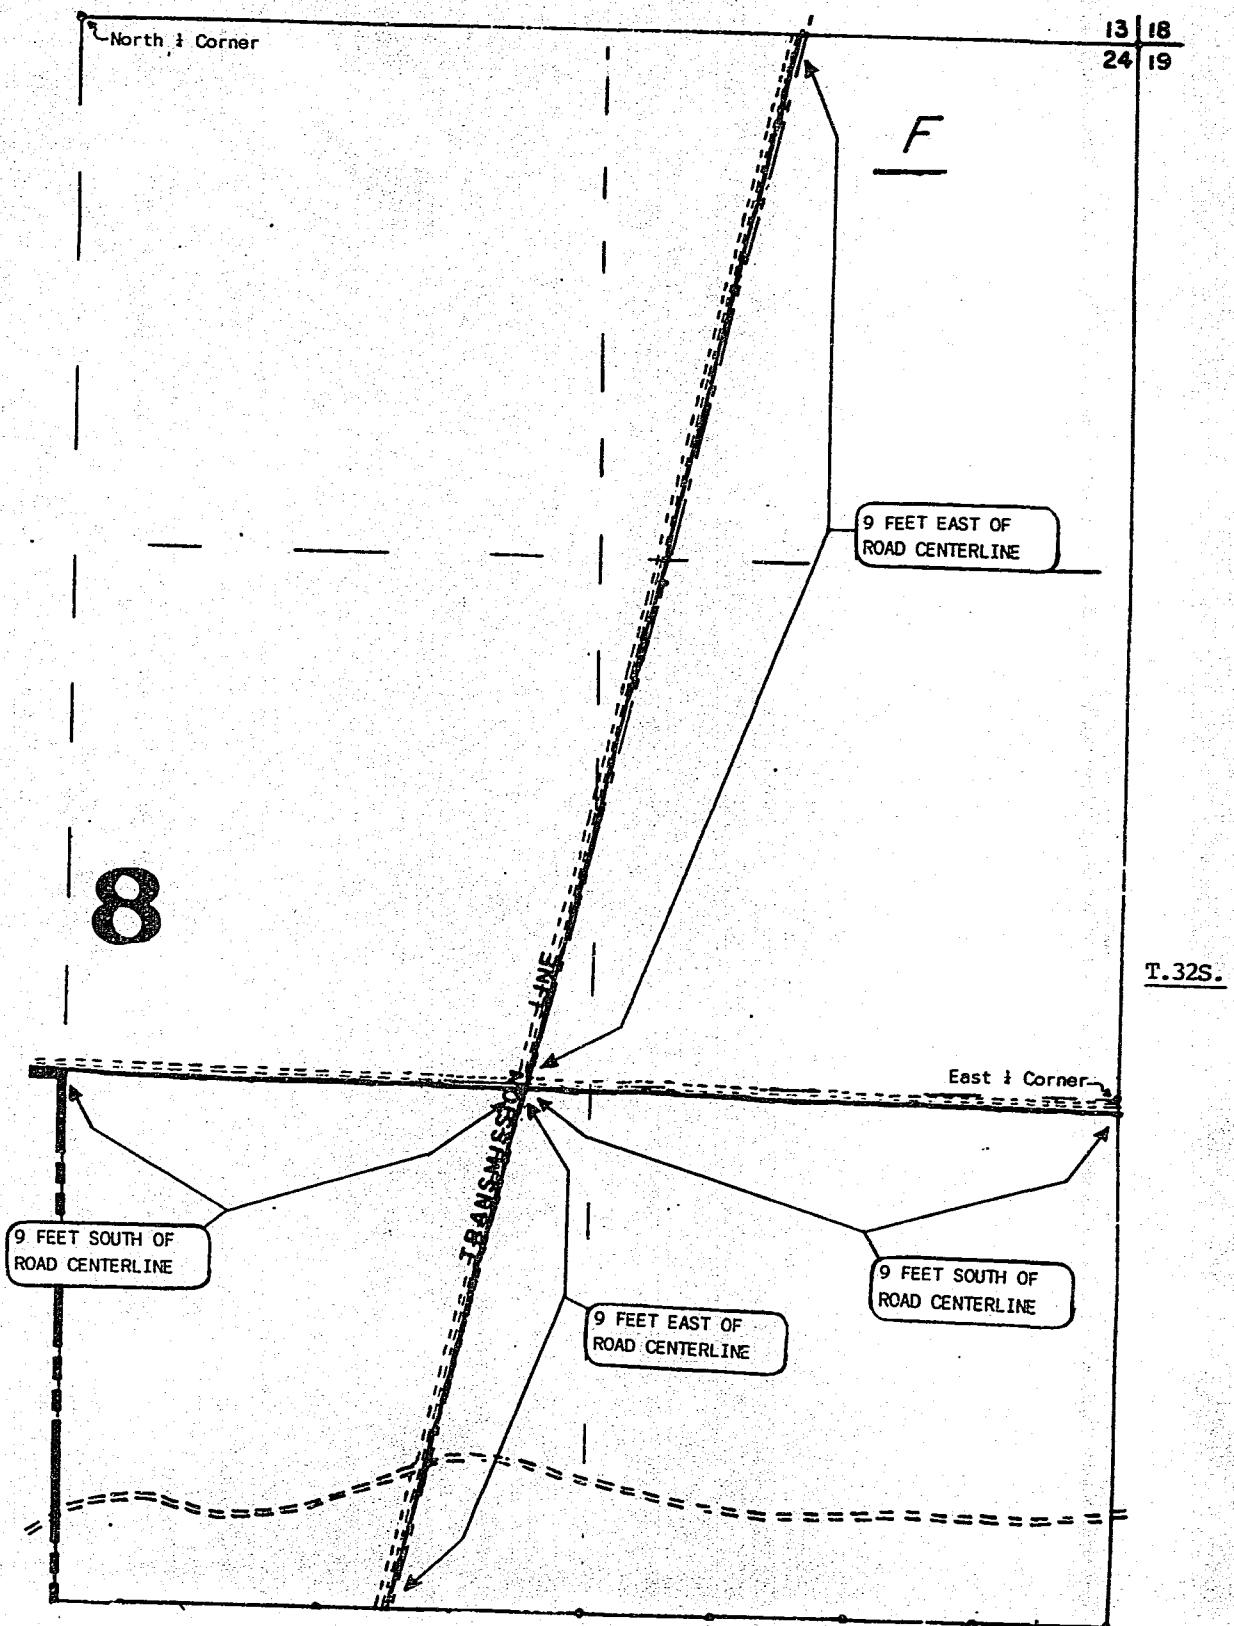 North ¼ Corner
13 18
24 19
F
9 FEET EAST OF
ROAD CENTERLINE
8
T.32S.
TRANSMISSION LINE
East ¼ Corner
9 FEET SOUTH OF
ROAD CENTERLINE
9 FEET SOUTH OF
ROAD CENTERLINE
9 FEET EAST OF
ROAD CENTERLINE